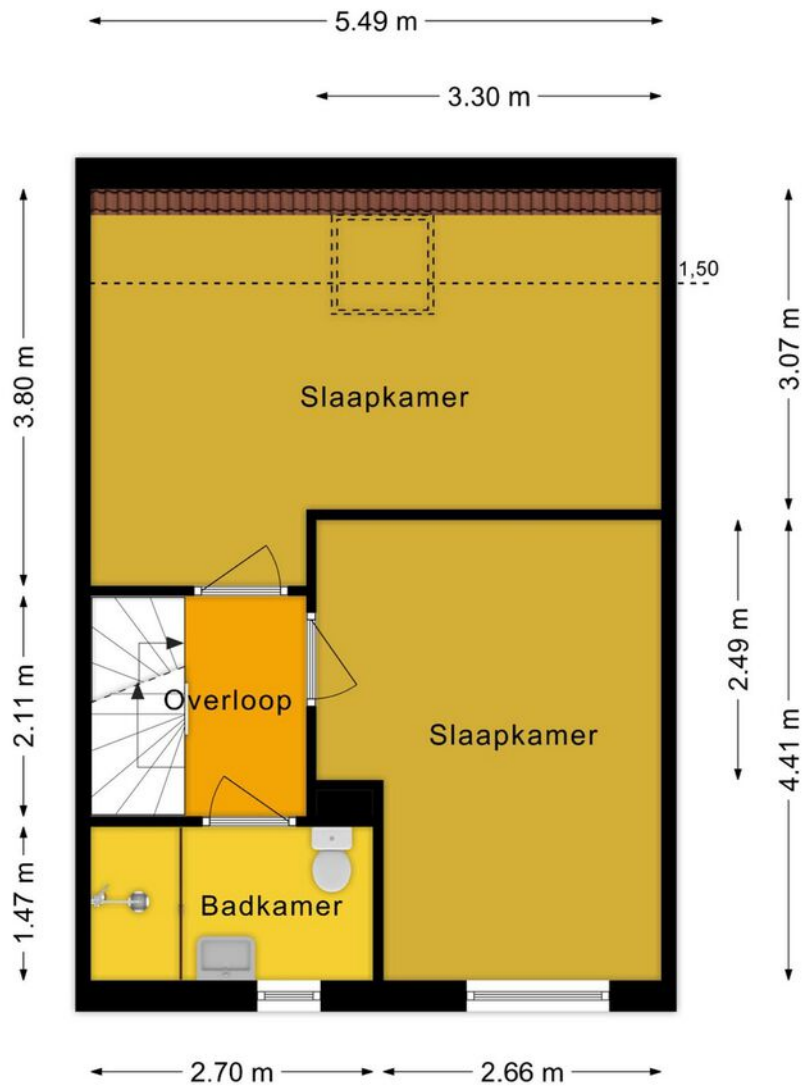 5.49 m
3.30 m
1,50
3.80 m
3.07 m
Slaapkamer
2.11 m
Overloop
Slaapkamer
2.49 m
4.41 m
1.47 m
Badkamer
2.70 m
2.66 m